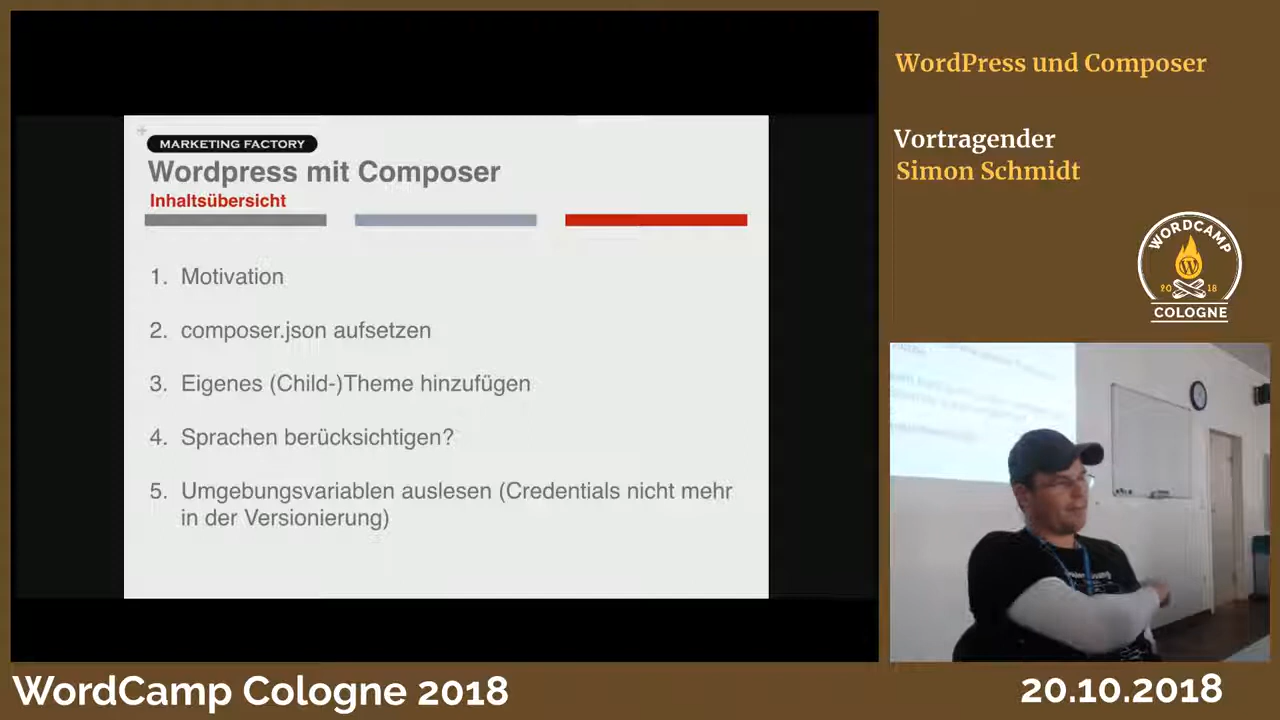 MARKETING FACTORY
Wordpress mit Composer
Inhaltsübersicht
1. Motivation
2. composer.json aufsetzen
3. Eigenes (Child-)Theme hinzufügen
4. Sprachen berücksichtigen?
5. Umgebungsvariablen auslesen (Credentials nicht mehr
in der Versionierung)
WordPress und Composer
Vortragender
Simon Schmidt
WORDCAMP
2018
COLOGNE
WordCamp Cologne 2018
20.10.2018